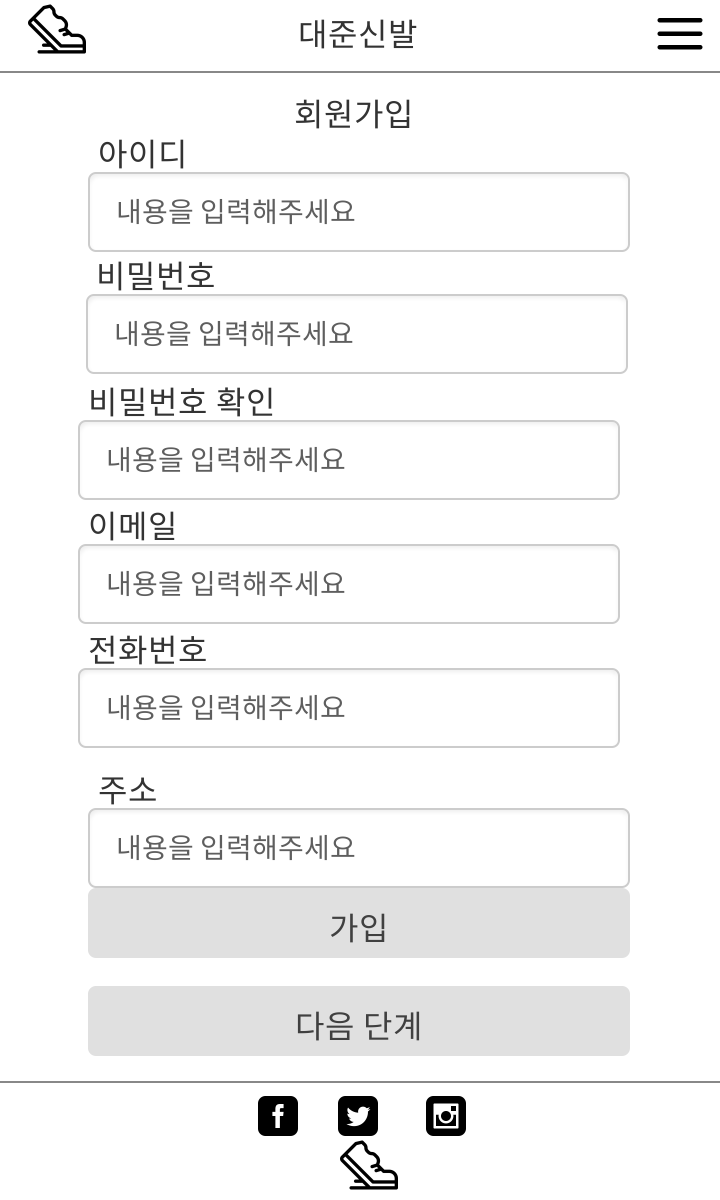 대준신발
회원가입
아이디
내용을 입력해주세요
비밀번호
내용을 입력해주세요
비밀번호 확인
내용을 입력해주세요
이메일
내용을 입력해주세요
전화번호
내용을 입력해주세요
주소
내용을 입력해주세요
가입
다음 단계